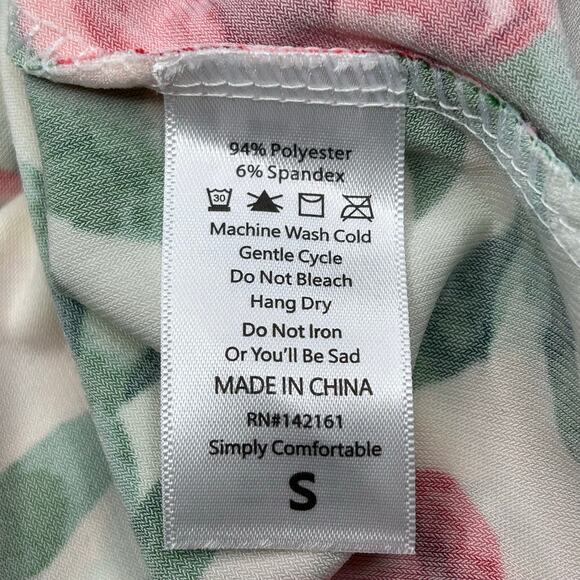 94% Polyester
6% Spandex
30
Machine Wash Cold
Gentle Cycle
Do Not Bleach
Hang Dry
Do Not Iron
Or You'll Be Sad
MADE IN CHINA
RN#142161
Simply Comfortable
S